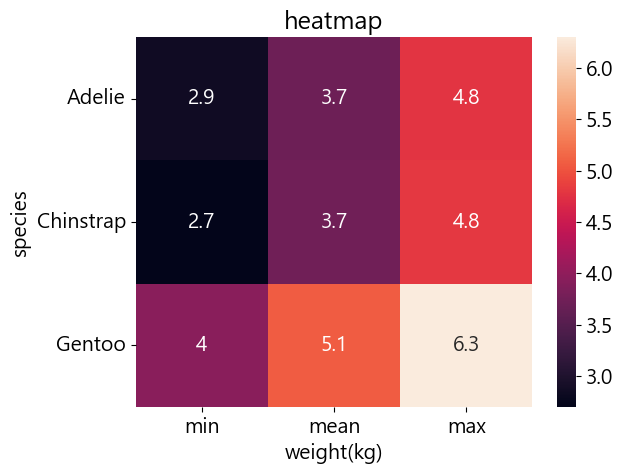 heatmap
Adelie 2.9 3.7 4.8
Chinstrap 2.7 3.7 4.8
Gentoo 4 5.1 6.3
species
min mean max
weight(kg)
6.0
5.5
5.0
4.5
4.0
3.5
3.0